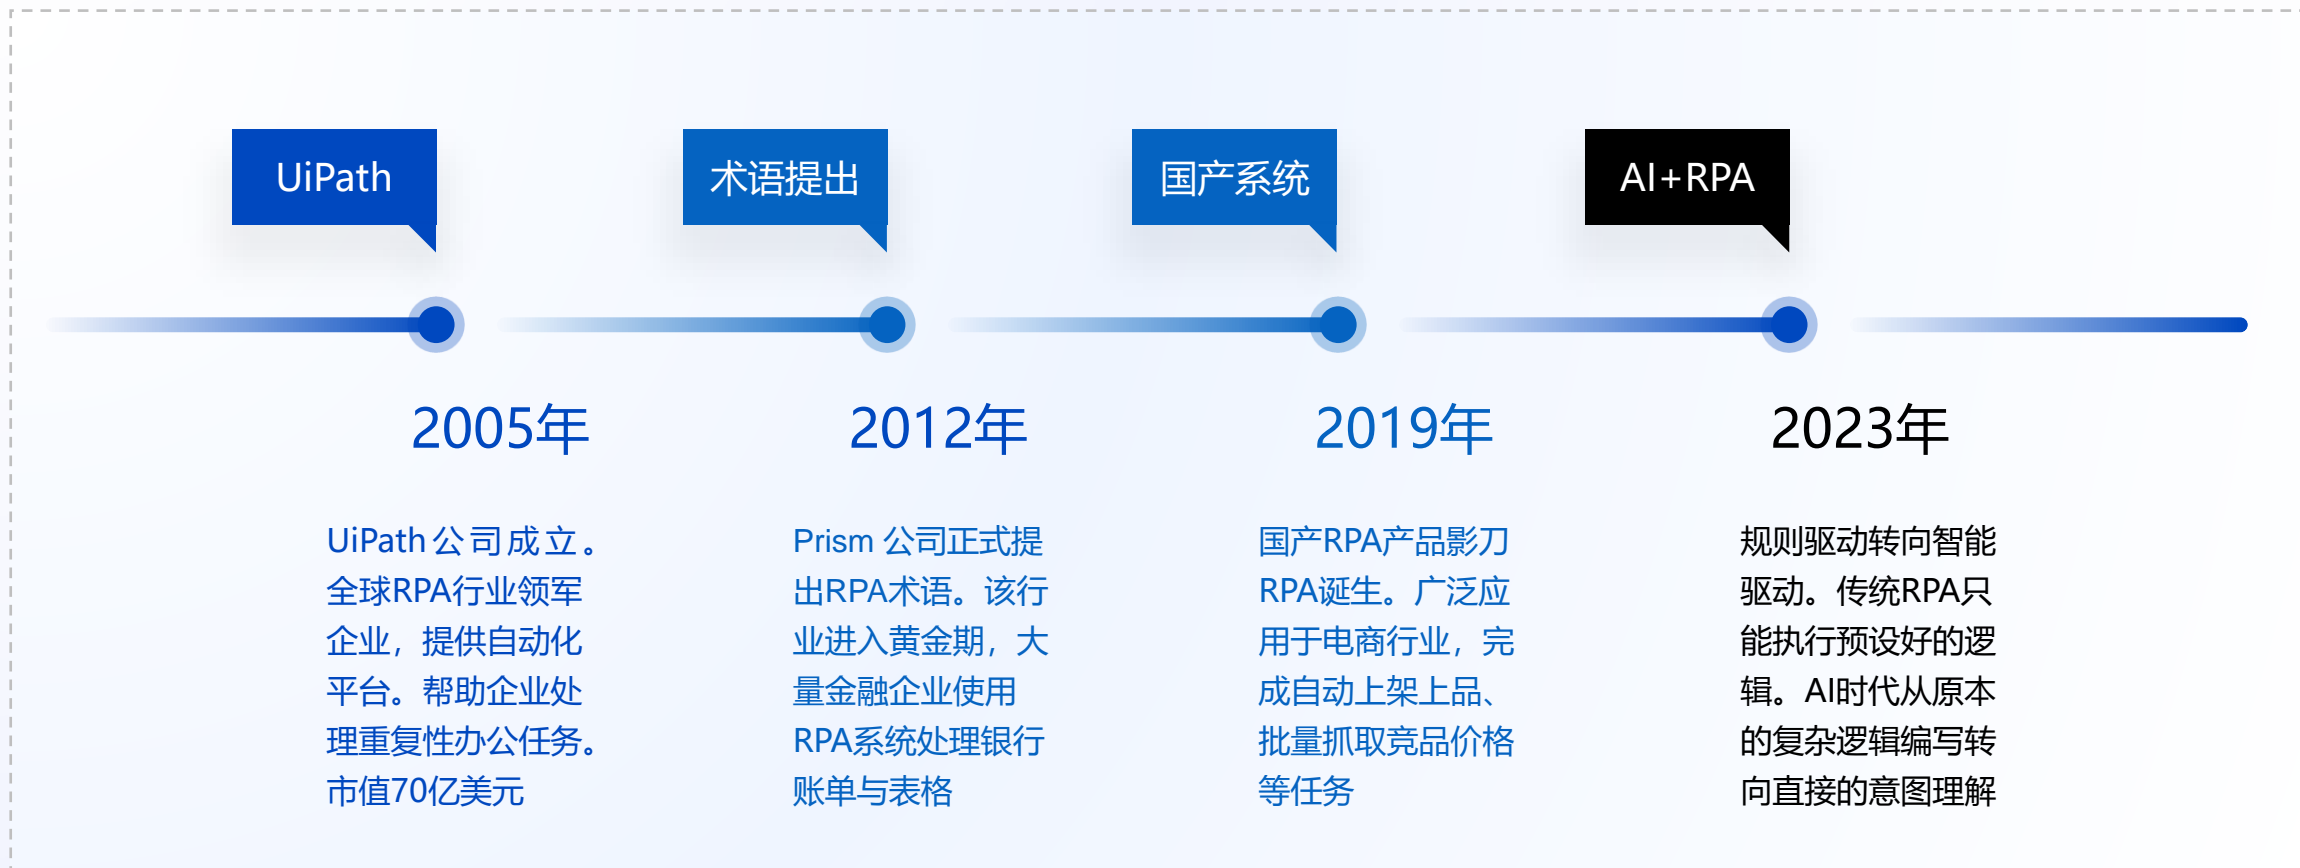 UiPath
术语提出
国产系统
AI+RPA
2005年
2012年
2019年
2023年
UiPath公司成立。
全球RPA行业领军
企业，提供自动化
平台。帮助企业处
理重复性办公任务。
市值70亿美元
Prism 公司正式提
出RPA术语。该行
业进入黄金期，大
量金融企业使用
RPA系统处理银行
账单与表格
国产RPA产品影刀
RPA诞生。广泛应
用于电商行业，完
成自动上架上品、
批量抓取竞品价格
等任务
规则驱动转向智能
驱动。传统RPA只
能执行预设好的逻
辑。AI时代从原本
的复杂逻辑编写转
向直接的意图理解